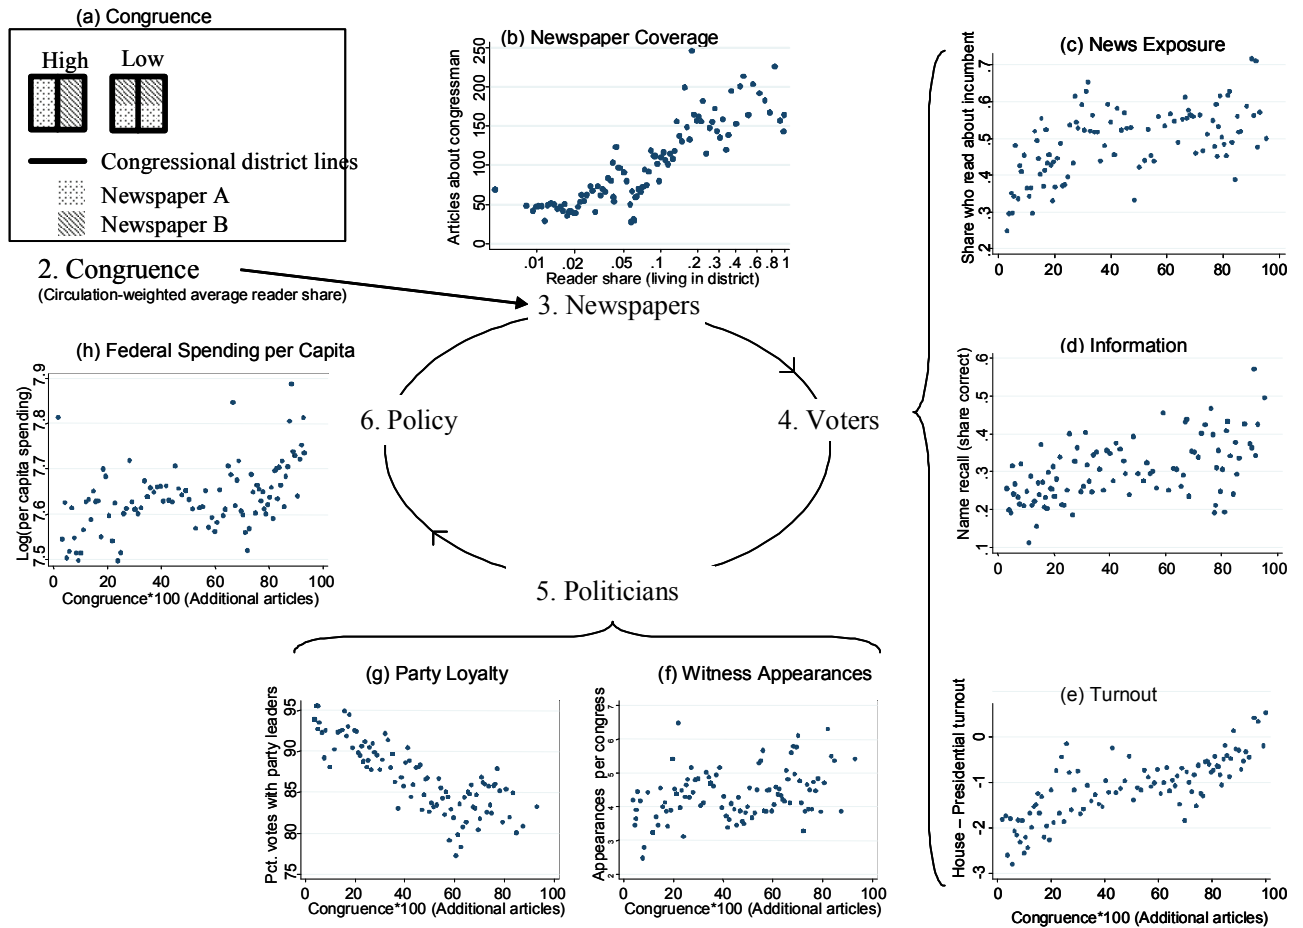 (a) Congruence
High Low
Congressional district lines
Newspaper A
Newspaper B
2. Congruence
(Circulation-weighted average reader share)
(b) Newspaper Coverage
Articles about congressman
250
200
150
100
50
0
.01 .02 .05 .1 .2 .3 .4 .6 .8 1
Reader share (living in district)
3. Newspapers
4. Voters
5. Politicians
6. Policy
(c) News Exposure
Share who read about incumbent
.7
.6
.5
.4
.3
.2
0 20 40 60 80 100
(d) Information
Name recall (share correct)
.6
.5
.4
.3
.2
.1
0 20 40 60 80 100
(e) Turnout
House – Presidential turnout
0
-.1
-.2
-.3
0 20 40 60 80 100
Congruence*100 (Additional articles)
(f) Witness Appearances
Appearances per congress
.7
.6
.5
.4
.3
.2
0 20 40 60 80 100
Congruence*100 (Additional articles)
(g) Party Loyalty
Pct. votes with party leaders
95
90
85
80
75
0 20 40 60 80 100
Congruence*100 (Additional articles)
(h) Federal Spending per Capita
Log(per capita spending)
7.9
7.8
7.7
7.6
7.5
0 20 40 60 80 100
Congruence*100 (Additional articles)